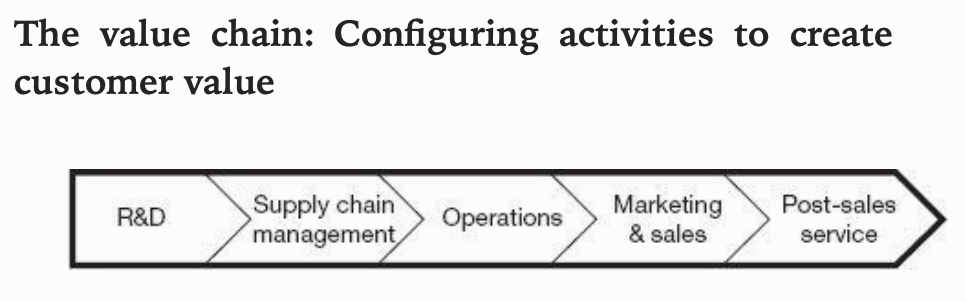 The value chain: Configuring activities to create
customer value
R&D
Supply chain
management
Operations
Marketing
& sales
Post-sales
service